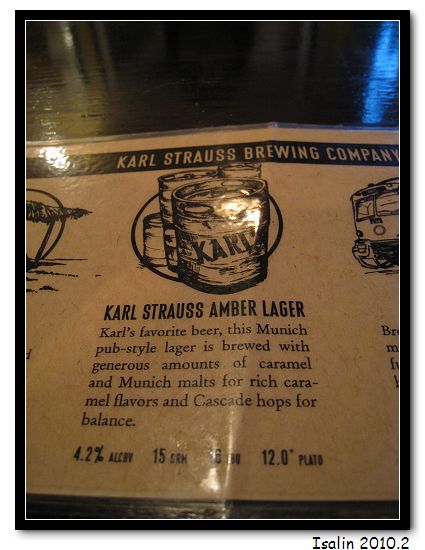 KARL STRAUSS BREWING COMPANY
KARL
KARL STRAUSS AMBER LAGER
Karl's favorite beer, this Munich
pub-style lager is brewed with
generous amounts of caramel
and Munich malts for rich cara-
mel flavors and Cascade hops for
balance.
4.2% ALCBV 15 SRM 12.0° PLATO
Isalin 2010.2